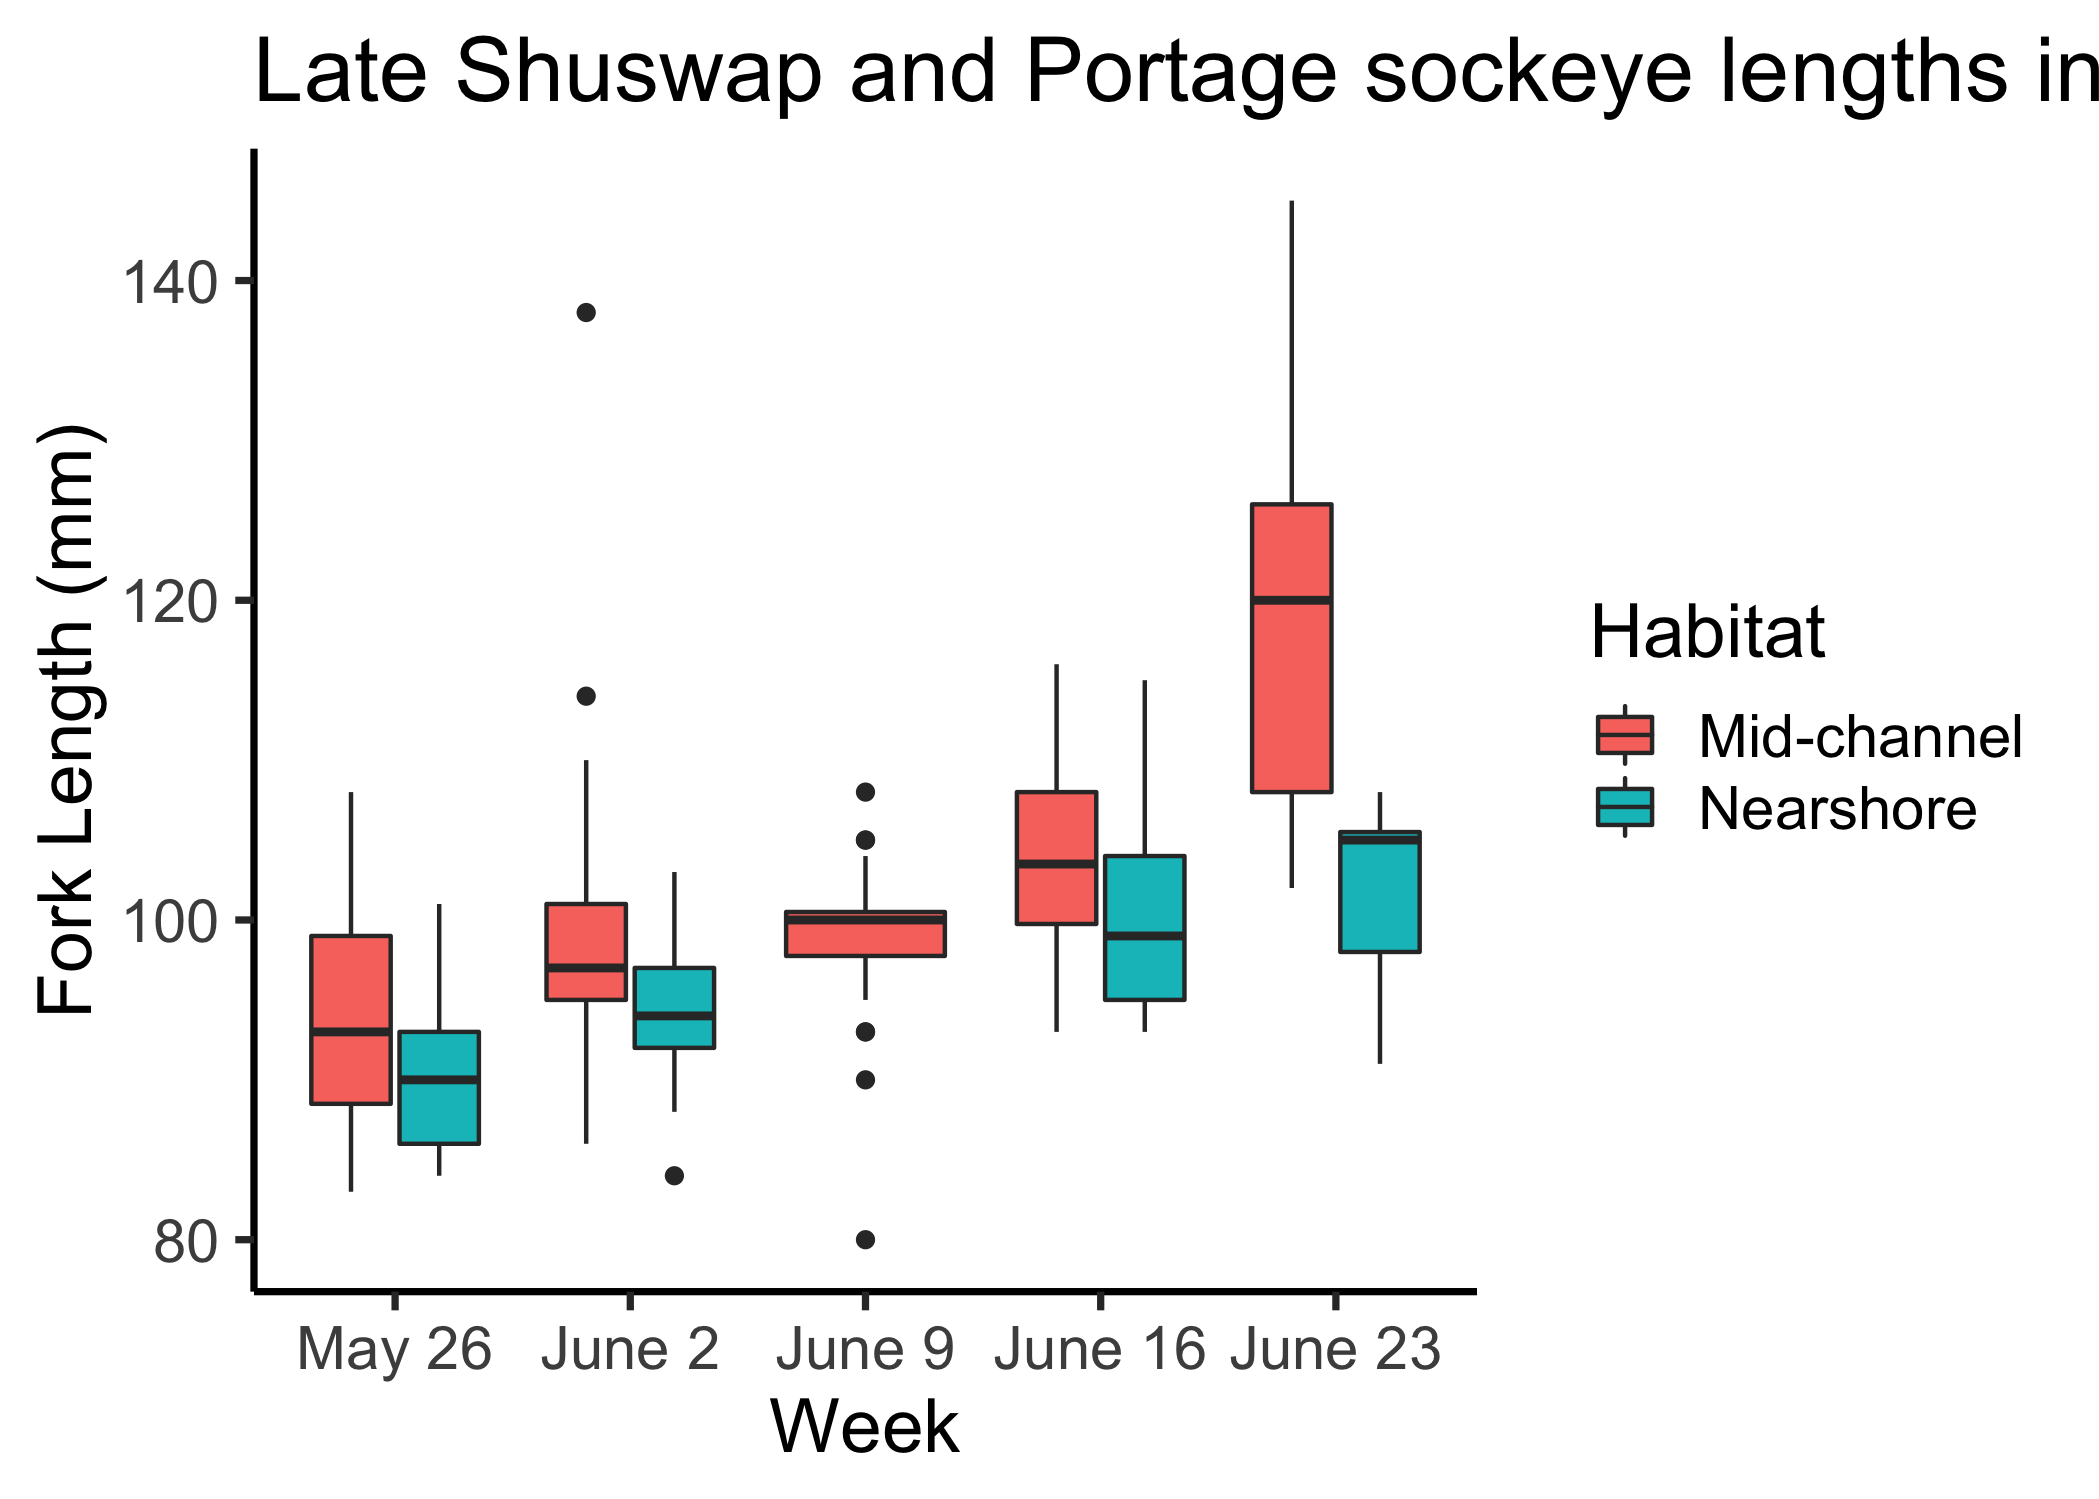 Late Shuswap and Portage sockeye lengths in
Fork Length (mm)
140
120
100
80
May 26 June 2 June 9 June 16 June 23
Week
Habitat
Mid-channel
Nearshore